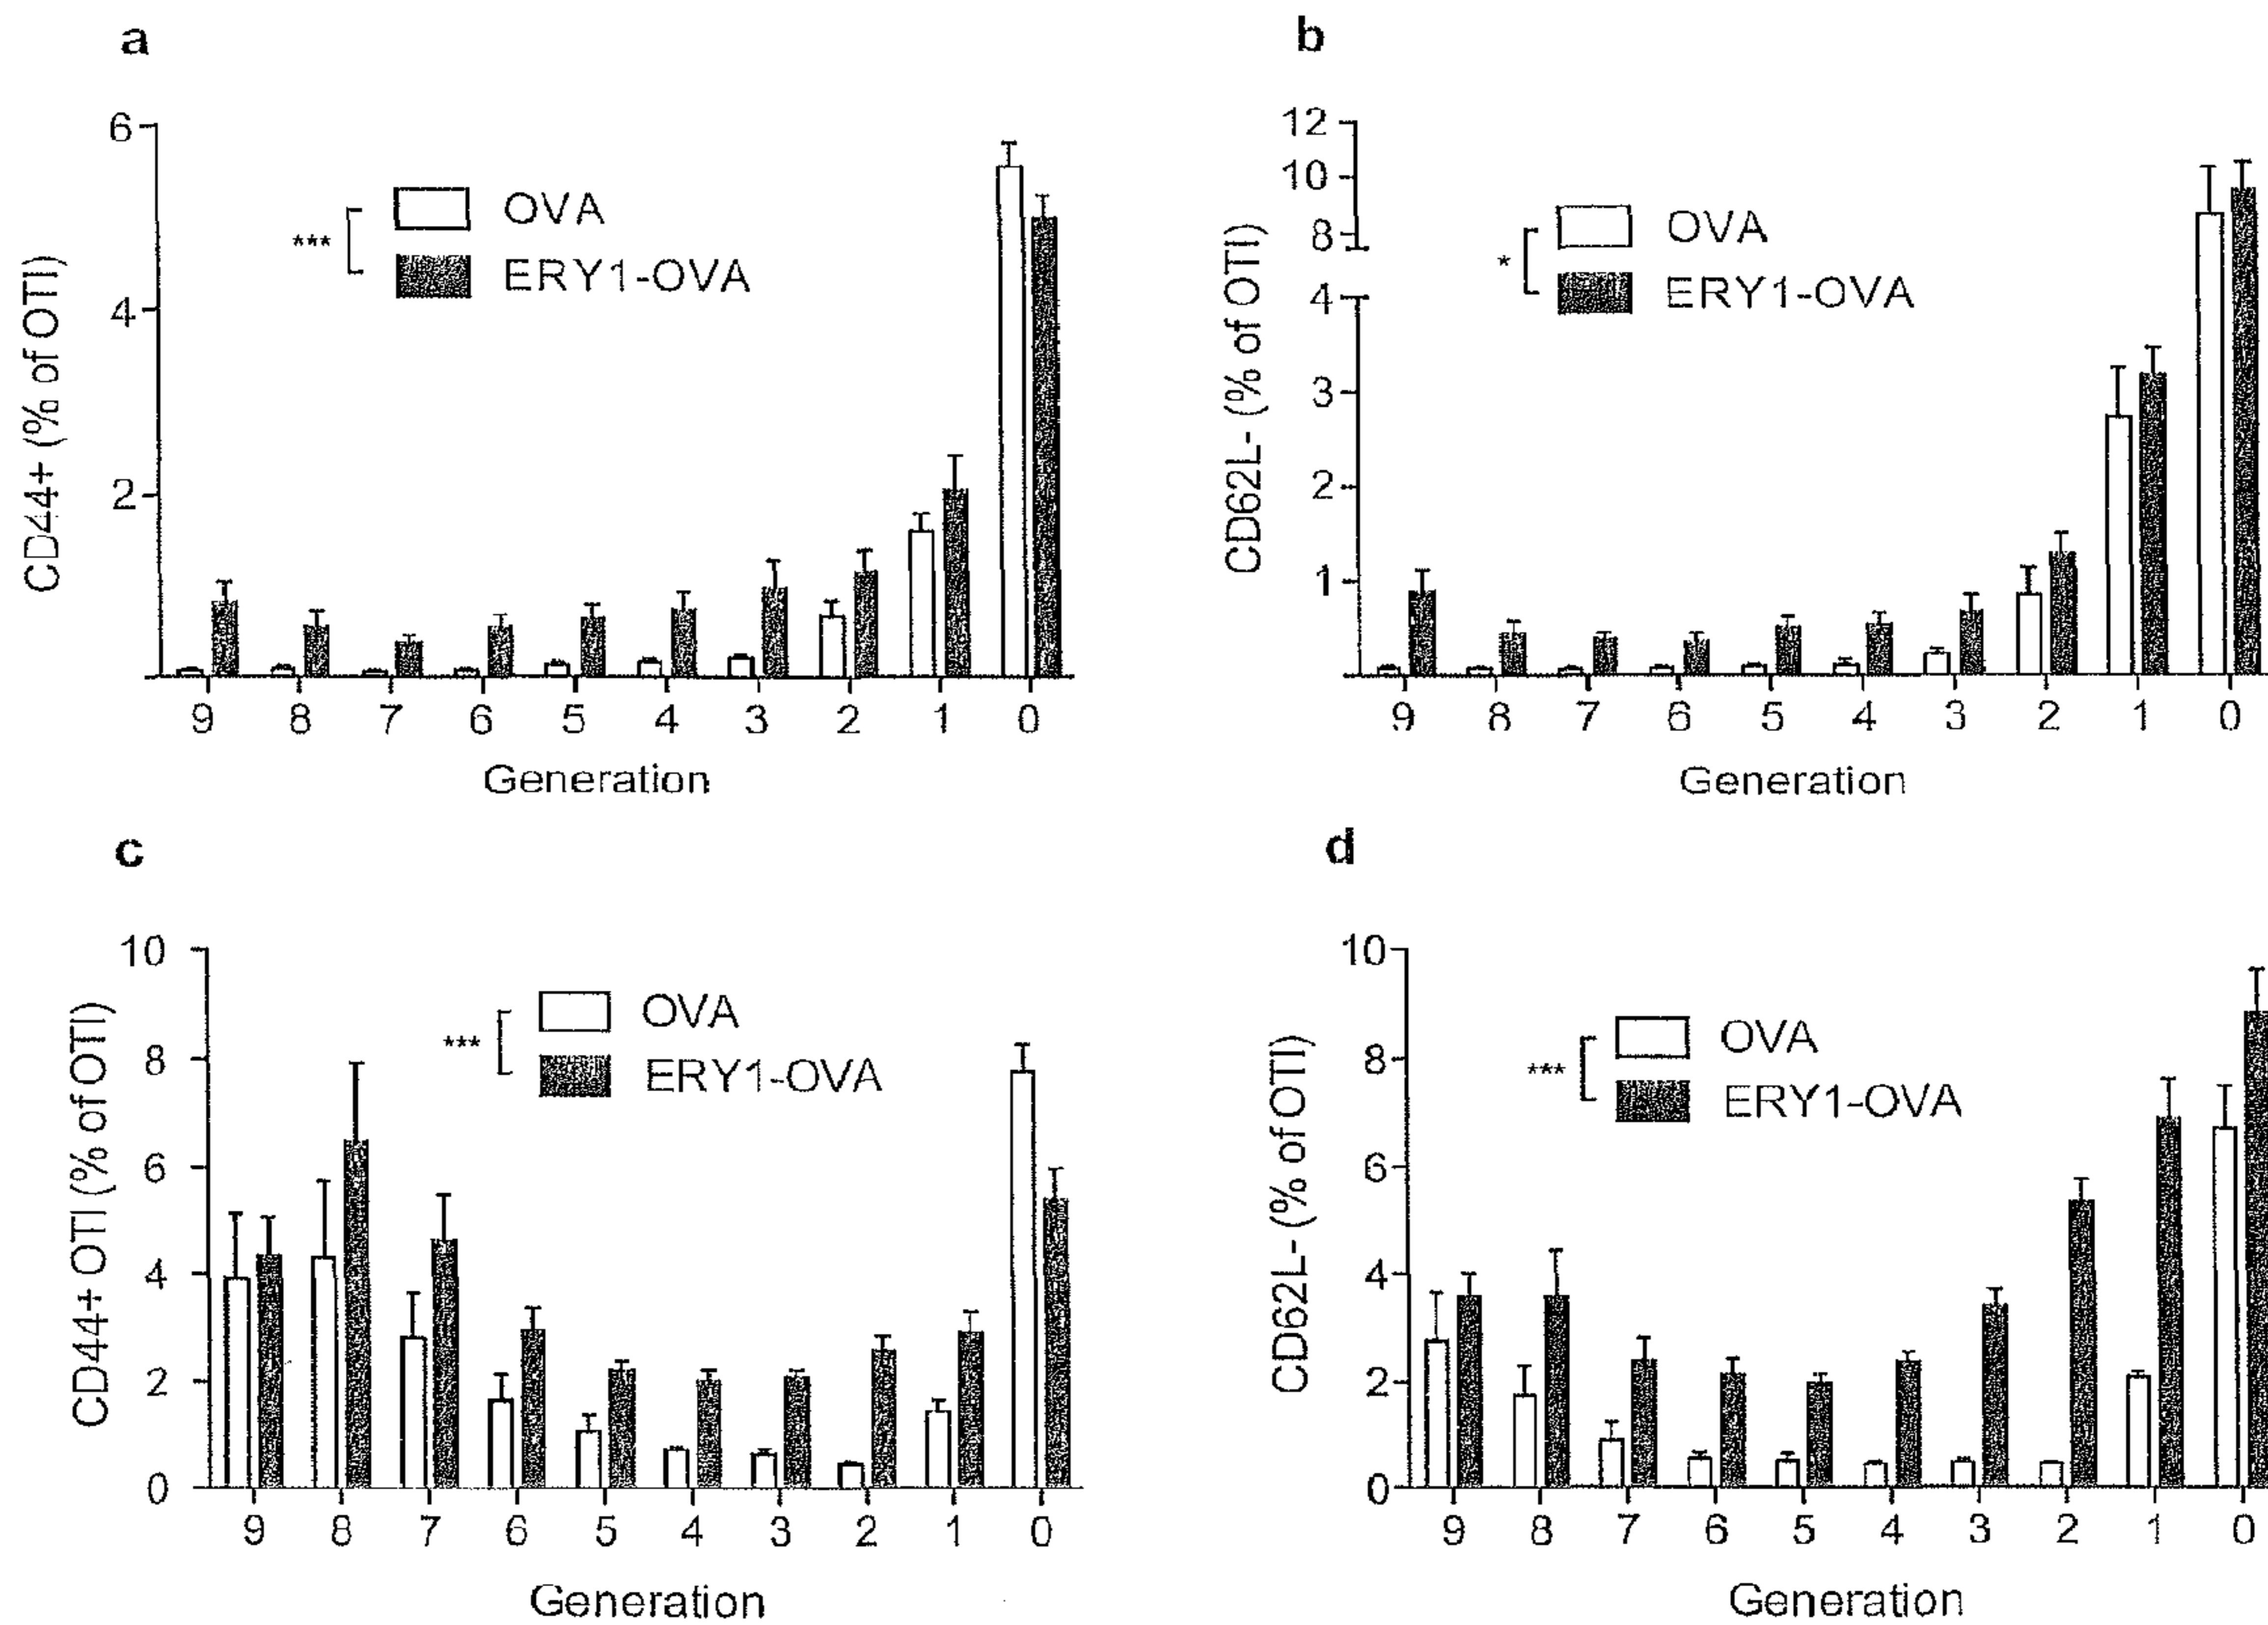 a
6
4
2
CD44+ (% of OTI)
***
OVA
ERY1-OVA
9 8 7 6 5 4 3 2 1 0
Generation
b
12
10
8
4
3
2
1
CD62L- (% of OTI)
*
OVA
ERY1-OVA
9 8 7 6 5 4 3 2 1 0
Generation
c
10
8
6
4
2
0
CD44+ OTI (% of OTI)
***
OVA
ERY1-OVA
9 8 7 6 5 4 3 2 1 0
Generation
d
10
8
6
4
2
0
CD62L- (% of OTI)
***
OVA
ERY1-OVA
9 8 7 6 5 4 3 2 1 0
Generation